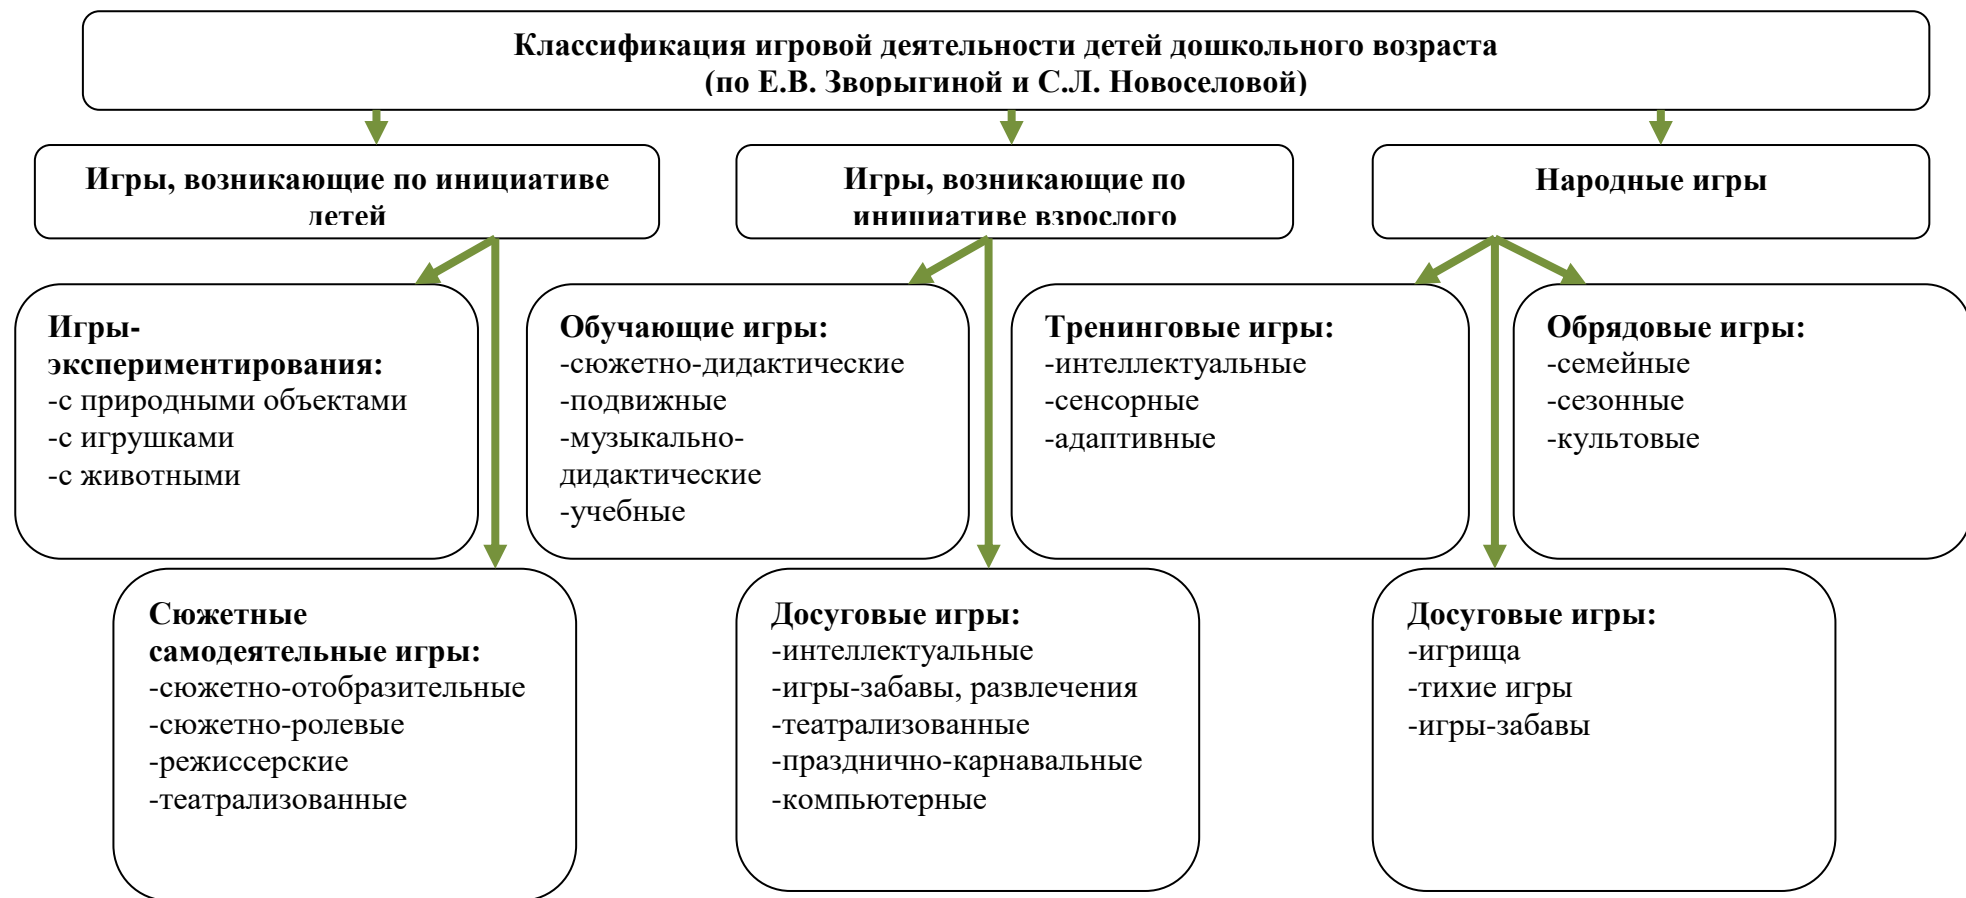 Классификация игровой деятельности детей дошкольного возраста
(по Е.В. Зворыгиной и С.Л. Новоселовой)
Игры, возникающие по инициативе
детей
Игры, возникающие по
инициативе взрослого
Народные игры
Игры-
экспериментирования:
-с природными объектами
-с игрушками
-с животными
Обучающие игры:
-сюжетно-дидактические
-подвижные
-музыкально-
дидактические
-учебные
Тренинговые игры:
-интеллектуальные
-сенсорные
-адаптивные
Обрядовые игры:
-семейные
-сезонные
-культовые
Сюжетные
самодеятельные игры:
-сюжетно-отобразительные
-сюжетно-ролевые
-режиссерские
-театрализованные
Досуговые игры:
-интеллектуальные
-игры-забавы, развлечения
-театрализованные
-празднично-карнавальные
-компьютерные
Досуговые игры:
-игрища
-тихие игры
-игры-забавы